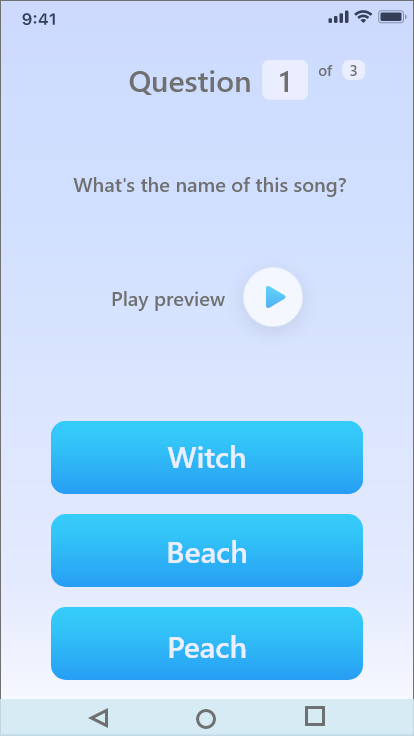 9:41
Question 1 of 3
What's the name of this song?
Play preview
Witch
Beach
Peach